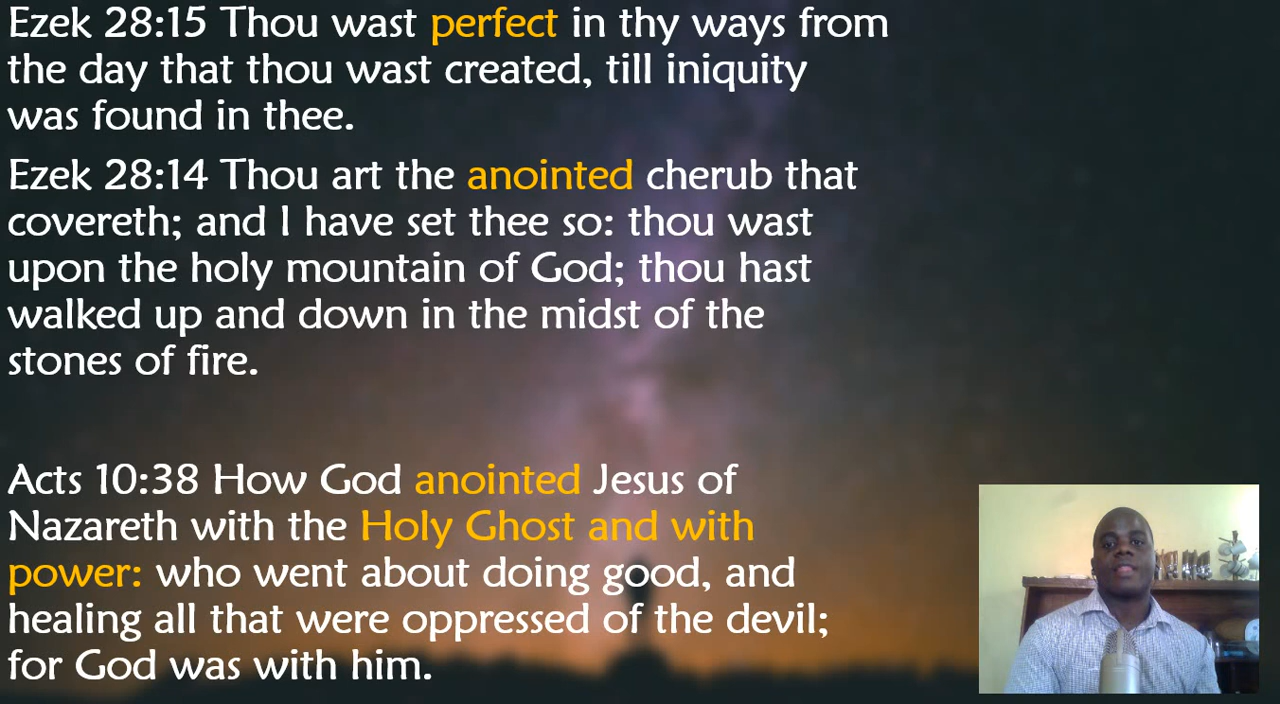 Ezek 28:15 Thou wast perfect in thy ways from
the day that thou wast created, till iniquity
was found in thee.
Ezek 28:14 Thou art the anointed cherub that
covereth; and I have set thee so: thou wast
upon the holy mountain of God; thou hast
walked up and down in the midst of the
stones of fire.
Acts 10:38 How God anointed Jesus of
Nazareth with the Holy Ghost and with
power: who went about doing good, and
healing all that were oppressed of the devil;
for God was with him.